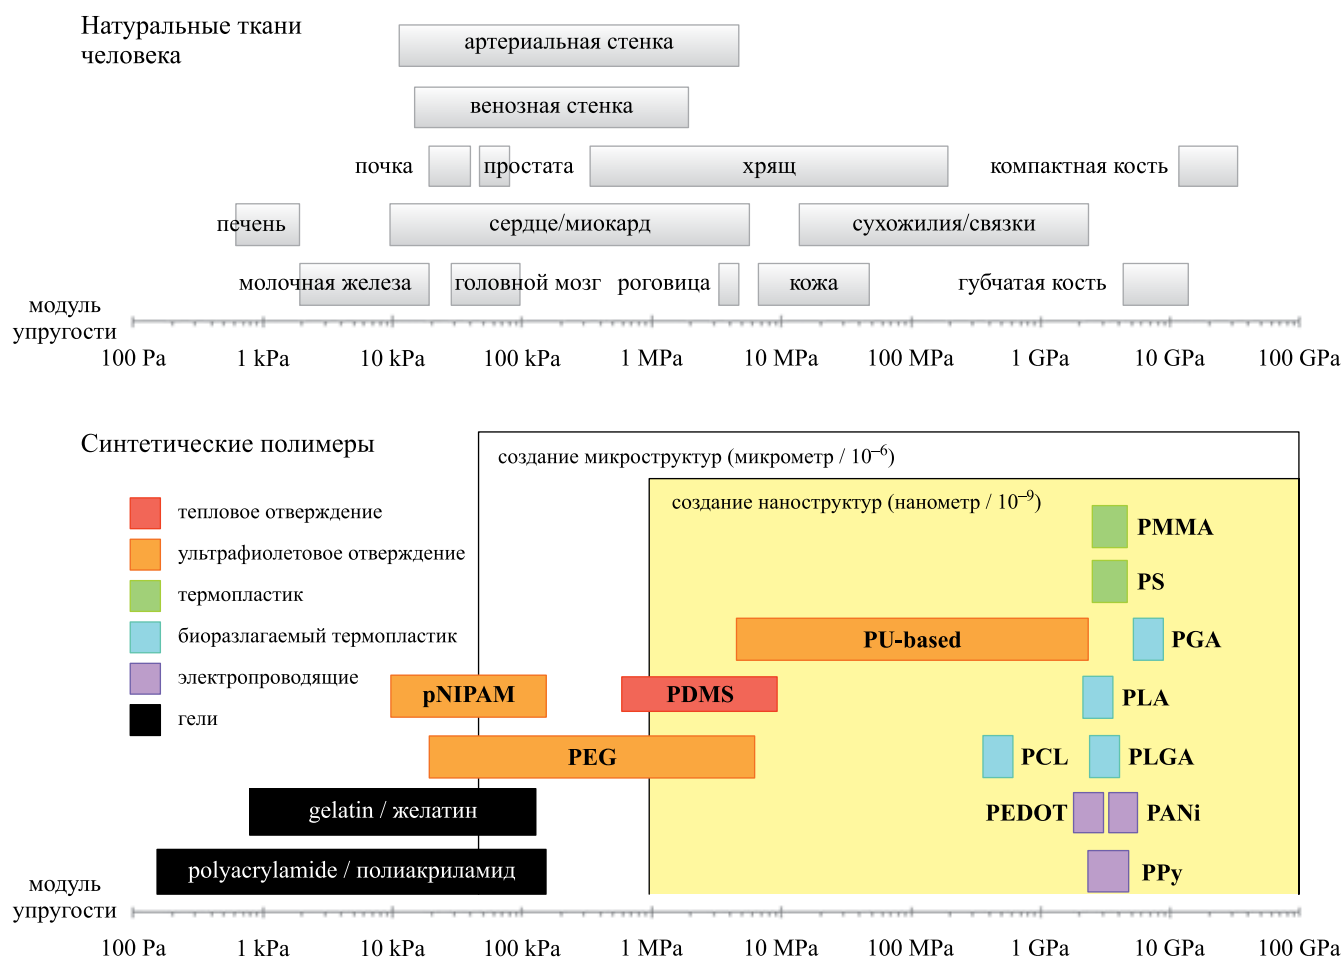 Натуральные ткани
человека
артериальная стенка
венозная стенка
почка
простата
хрящ
компактная кость
печень
сердце/миокард
сухожилия/связки
молочная железа
головной мозг
роговица
кожа
губчатая кость
модуль
упругости
100 Pa
1 kPa
10 kPa
100 kPa
1 MPa
10 MPa
100 MPa
1 GPa
10 GPa
100 GPa
Синтетические полимеры
создание микроструктур (микрометр / 10⁻⁶)
создание наноструктур (нанометр / 10⁻⁹)
тепловое отверждение
ультрафиолетовое отверждение
термопластик
биоразлагаемый термопластик
электропроводящие
гели
PMMA
PS
PU-based
PGA
pNIPAM
PDMS
PLA
PEG
PCL
PLGA
gelatin / желатин
PEDOT
PANi
polyacrylamide / полиакриламид
PPy
модуль
упругости
100 Pa
1 kPa
10 kPa
100 kPa
1 MPa
10 MPa
100 MPa
1 GPa
10 GPa
100 GPa